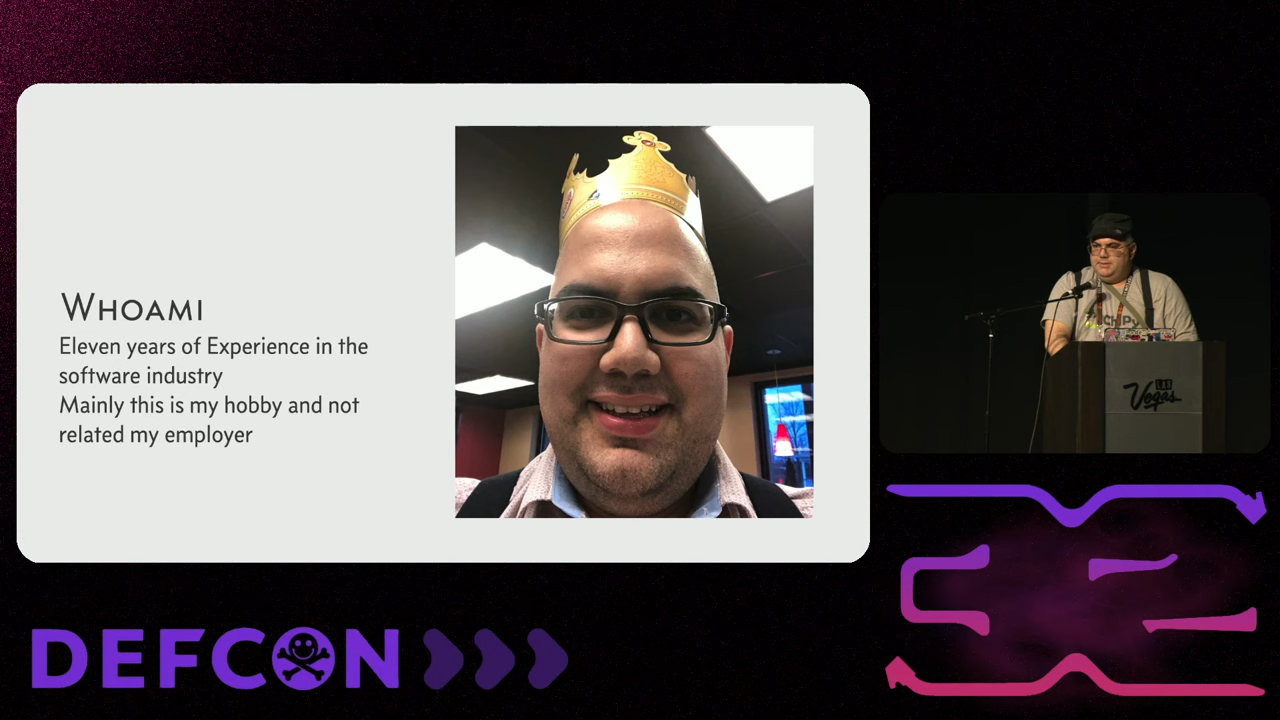 WHOAMI
Eleven years of Experience in the
software industry
Mainly this is my hobby and not
related my employer
LAS
Vegas
DEFCON